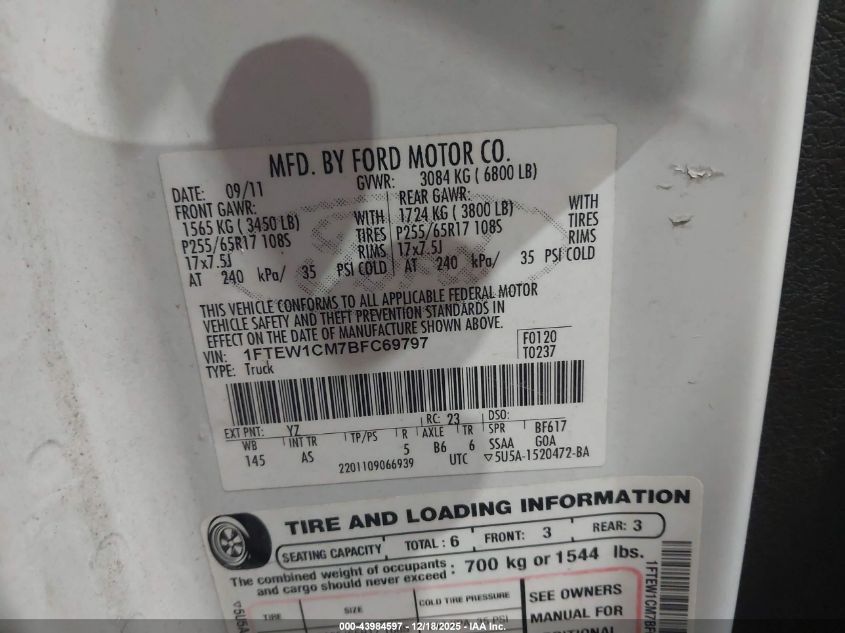 MFD. BY FORD MOTOR CO.
DATE: 09/11 GVWR: 3084 KG ( 6800 LB)
FRONT GAWR: REAR GAWR:
1565 KG ( 3450 LB) WITH 1724 KG ( 3800 LB) WITH
P255/65R17 108S TIRES P255/65R17 108S TIRES
17x7.5J RIMS 17x7.5J RIMS
AT 240 kPa/ 35 PSI COLD AT 240 kPa/ 35 PSI COLD
THIS VEHICLE CONFORMS TO ALL APPLICABLE FEDERAL MOTOR
VEHICLE SAFETY AND THEFT PREVENTION STANDARDS IN
EFFECT ON THE DATE OF MANUFACTURE SHOWN ABOVE.
VIN: 1FTEW1CM7BFC69797 F0120
TYPE: Truck T0237
EXT PNT: YZ RC: 23 DSO:
WB INT TR TP/PS R AXLE TR SPR BF617
145 AS 5 B6 6 SSAA GOA
2201109066939 UTC ▽5U5A-1520472-BA
TIRE AND LOADING INFORMATION
SEATING CAPACITY TOTAL : 6 FRONT: 3 REAR: 3
The combined weight of occupants and cargo should never exceed : 700 kg or 1544 lbs.
TIRE SIZE COLD TIRE PRESSURE SEE OWNERS
35 PSI MANUAL FOR
▽5U5A
1FTEW1CM7B
000-43984597 - 12/18/2025 - IAA Inc.